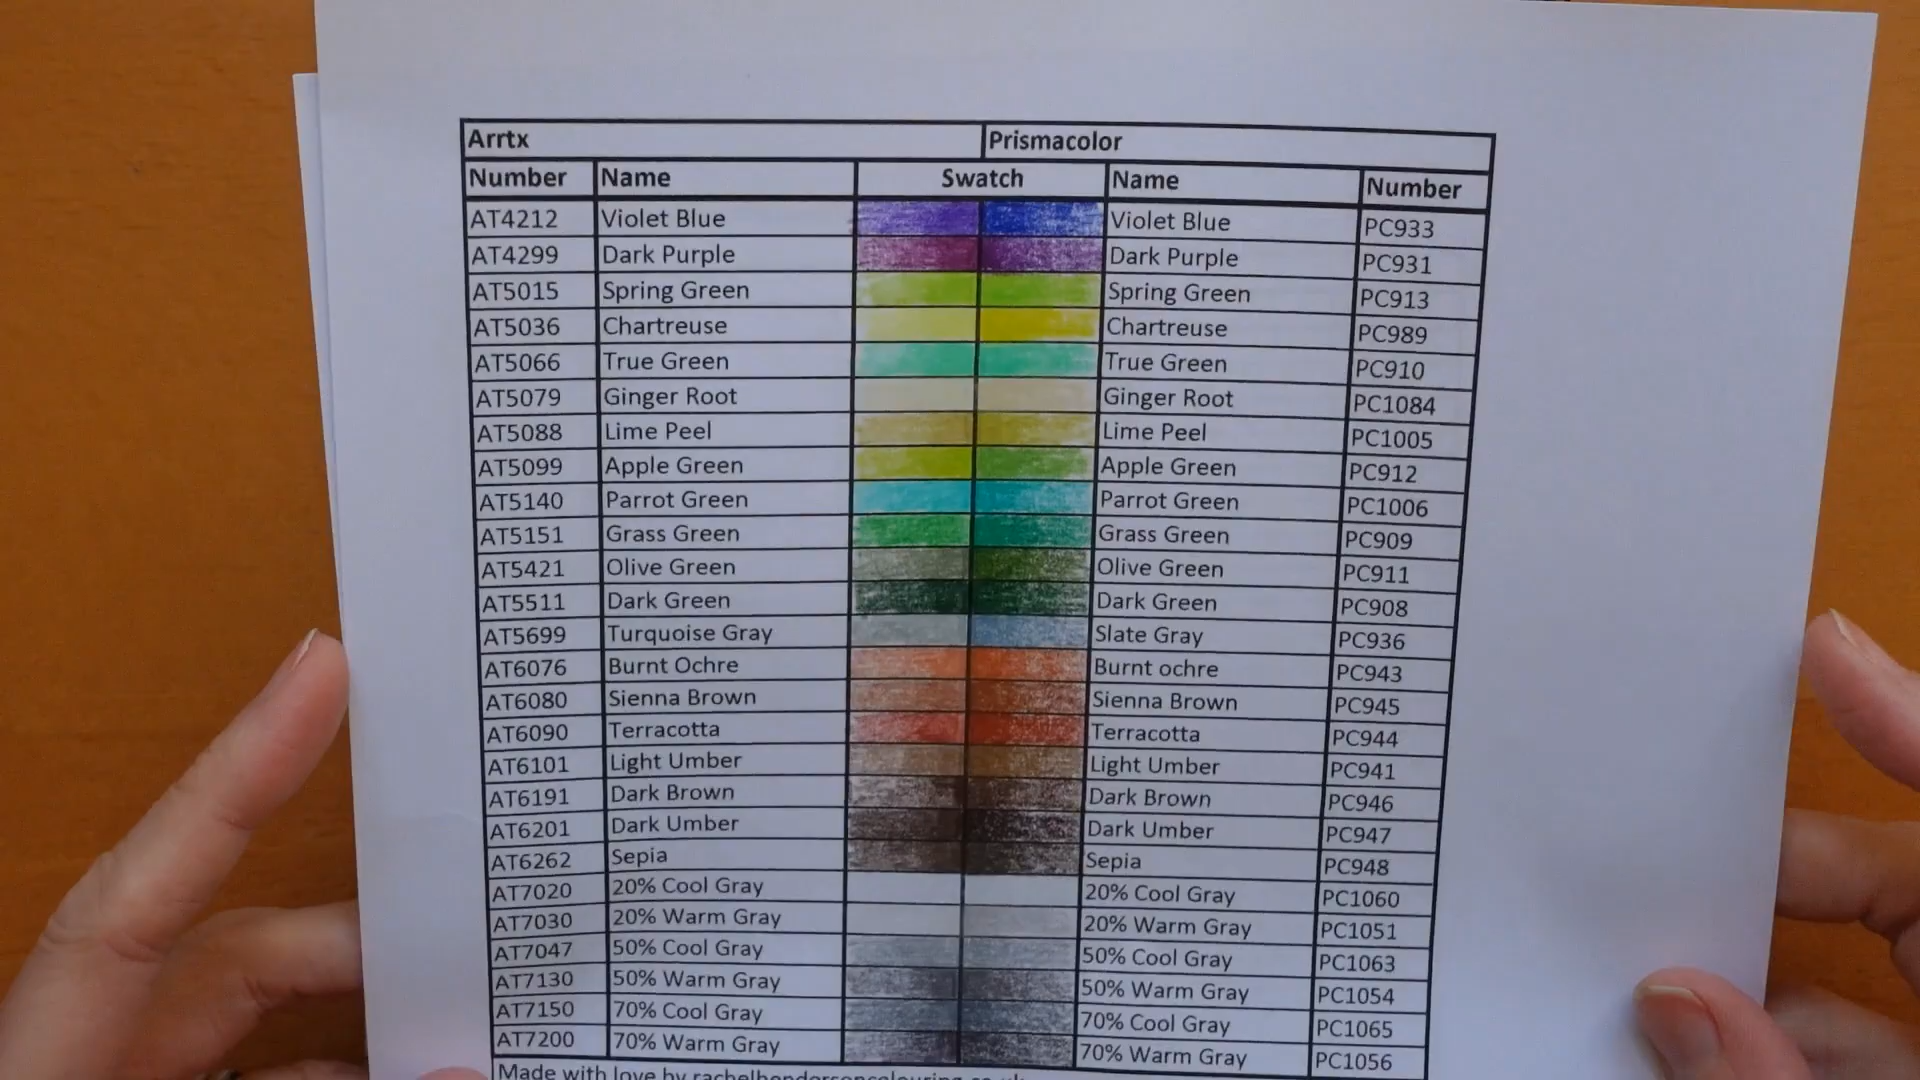 Arrtx Prismacolor
Number Name Swatch Name Number
AT4212 Violet Blue Violet Blue PC933
AT4299 Dark Purple Dark Purple PC931
AT5015 Spring Green Spring Green PC913
AT5036 Chartreuse Chartreuse PC989
AT5066 True Green True Green PC910
AT5079 Ginger Root Ginger Root PC1084
AT5088 Lime Peel Lime Peel PC1005
AT5099 Apple Green Apple Green PC912
AT5140 Parrot Green Parrot Green PC1006
AT5151 Grass Green Grass Green PC909
AT5421 Olive Green Olive Green PC911
AT5511 Dark Green Dark Green PC908
AT5699 Turquoise Gray Slate Gray PC936
AT6076 Burnt Ochre Burnt ochre PC943
AT6080 Sienna Brown Sienna Brown PC945
AT6090 Terracotta Terracotta PC944
AT6101 Light Umber Light Umber PC941
AT6191 Dark Brown Dark Brown PC946
AT6201 Dark Umber Dark Umber PC947
AT6262 Sepia Sepia PC948
AT7020 20% Cool Gray 20% Cool Gray PC1060
AT7030 20% Warm Gray 20% Warm Gray PC1051
AT7047 50% Cool Gray 50% Cool Gray PC1063
AT7130 50% Warm Gray 50% Warm Gray PC1054
AT7150 70% Cool Gray 70% Cool Gray PC1065
AT7200 70% Warm Gray 70% Warm Gray PC1056
Made with love by